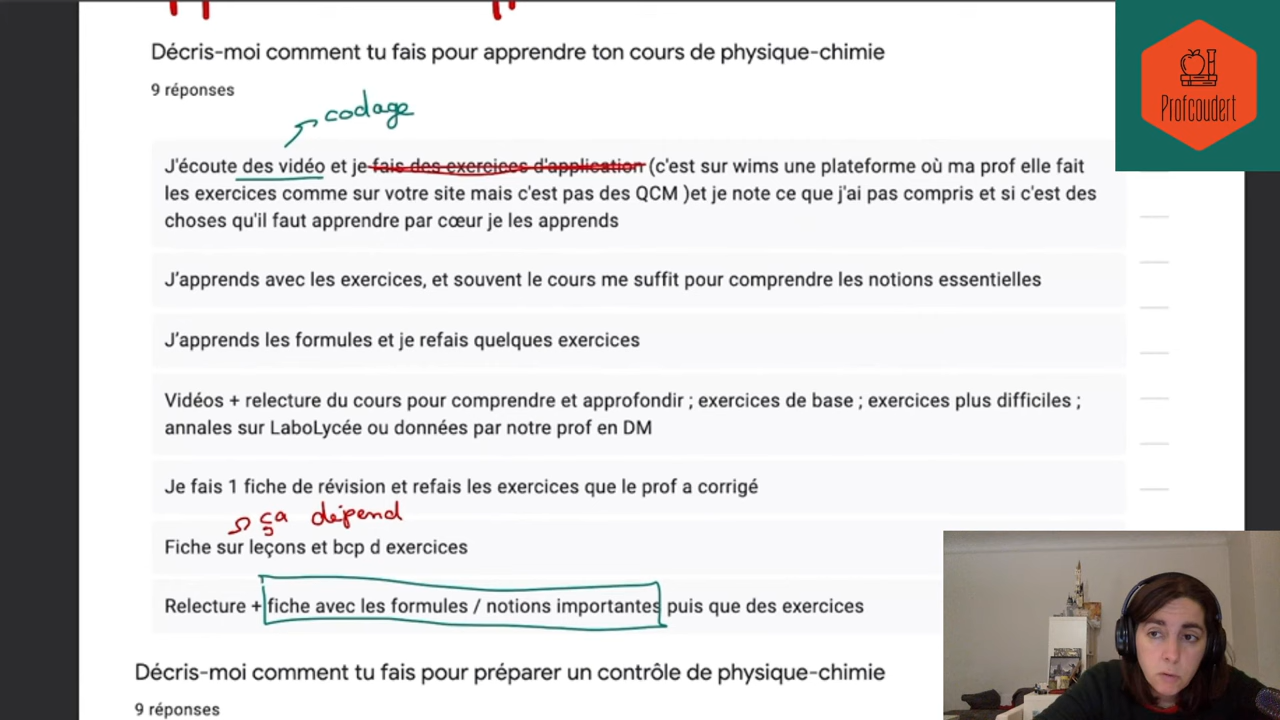 Décris-moi comment tu fais pour apprendre ton cours de physique-chimie
9 réponses
codage
J'écoute des vidéo et je fais des exercices d'application (c'est sur wims une plateforme où ma prof elle fait
les exercices comme sur votre site mais c'est pas des QCM )et je note ce que j'ai pas compris et si c'est des
choses qu'il faut apprendre par cœur je les apprends
J'apprends avec les exercices, et souvent le cours me suffit pour comprendre les notions essentielles
J'apprends les formules et je refais quelques exercices
Vidéos + relecture du cours pour comprendre et approfondir ; exercices de base ; exercices plus difficiles ;
annales sur LaboLycée ou données par notre prof en DM
Je fais 1 fiche de révision et refais les exercices que le prof a corrigé
ça dépend
Fiche sur leçons et bcp d exercices
Relecture + fiche avec les formules / notions importantes puis que des exercices
Décris-moi comment tu fais pour préparer un contrôle de physique-chimie
9 réponses
Profcoudert